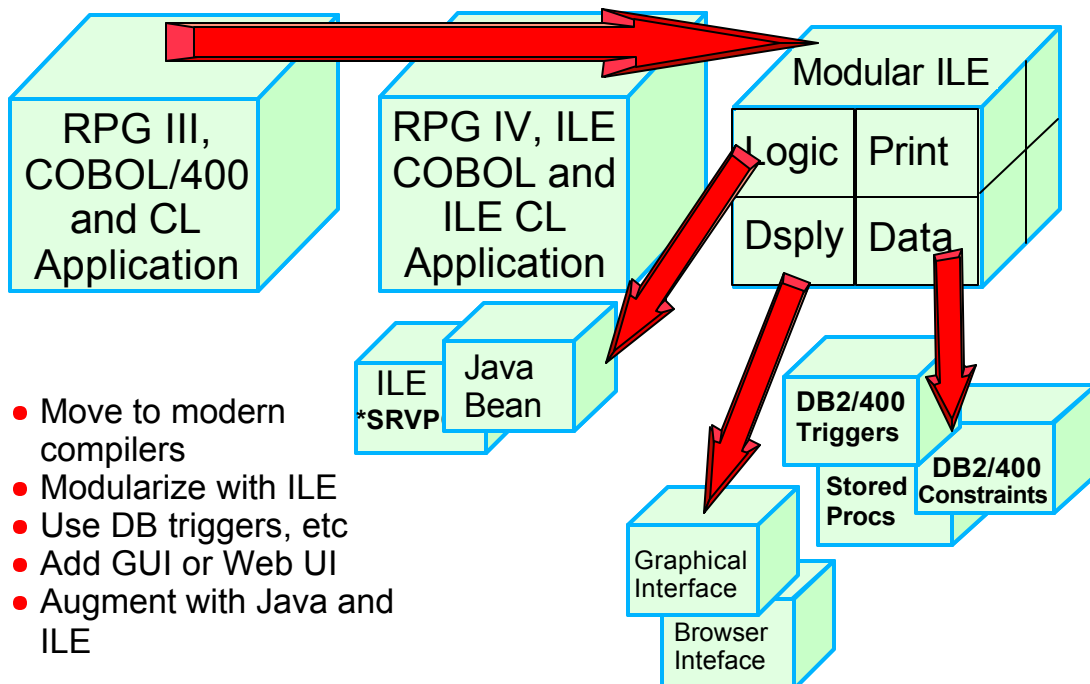 RPG III,
COBOL/400
and CL
Application
RPG IV, ILE
COBOL and
ILE CL
Application
Modular ILE
Logic
Print
Dsply
Data
ILE
*SRVP
Java
Bean
DB2/400
Triggers
Stored
Procs
DB2/400
Constraints
Graphical
Interface
Browser
Inteface
• Move to modern
compilers
• Modularize with ILE
• Use DB triggers, etc
• Add GUI or Web UI
• Augment with Java and
ILE